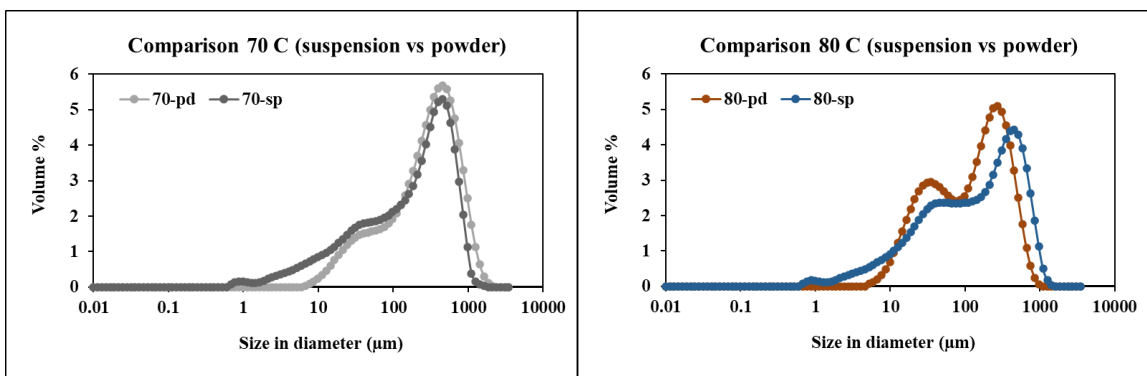 Comparison 70 C (suspension vs powder)
70-pd 70-sp
Volume %
6
5
4
3
2
1
0
0.01 0.1 1 10 100 1000 10000
Size in diameter (µm)
Comparison 80 C (suspension vs powder)
80-pd 80-sp
Volume %
6
5
4
3
2
1
0
0.01 0.1 1 10 100 1000 10000
Size in diameter (µm)